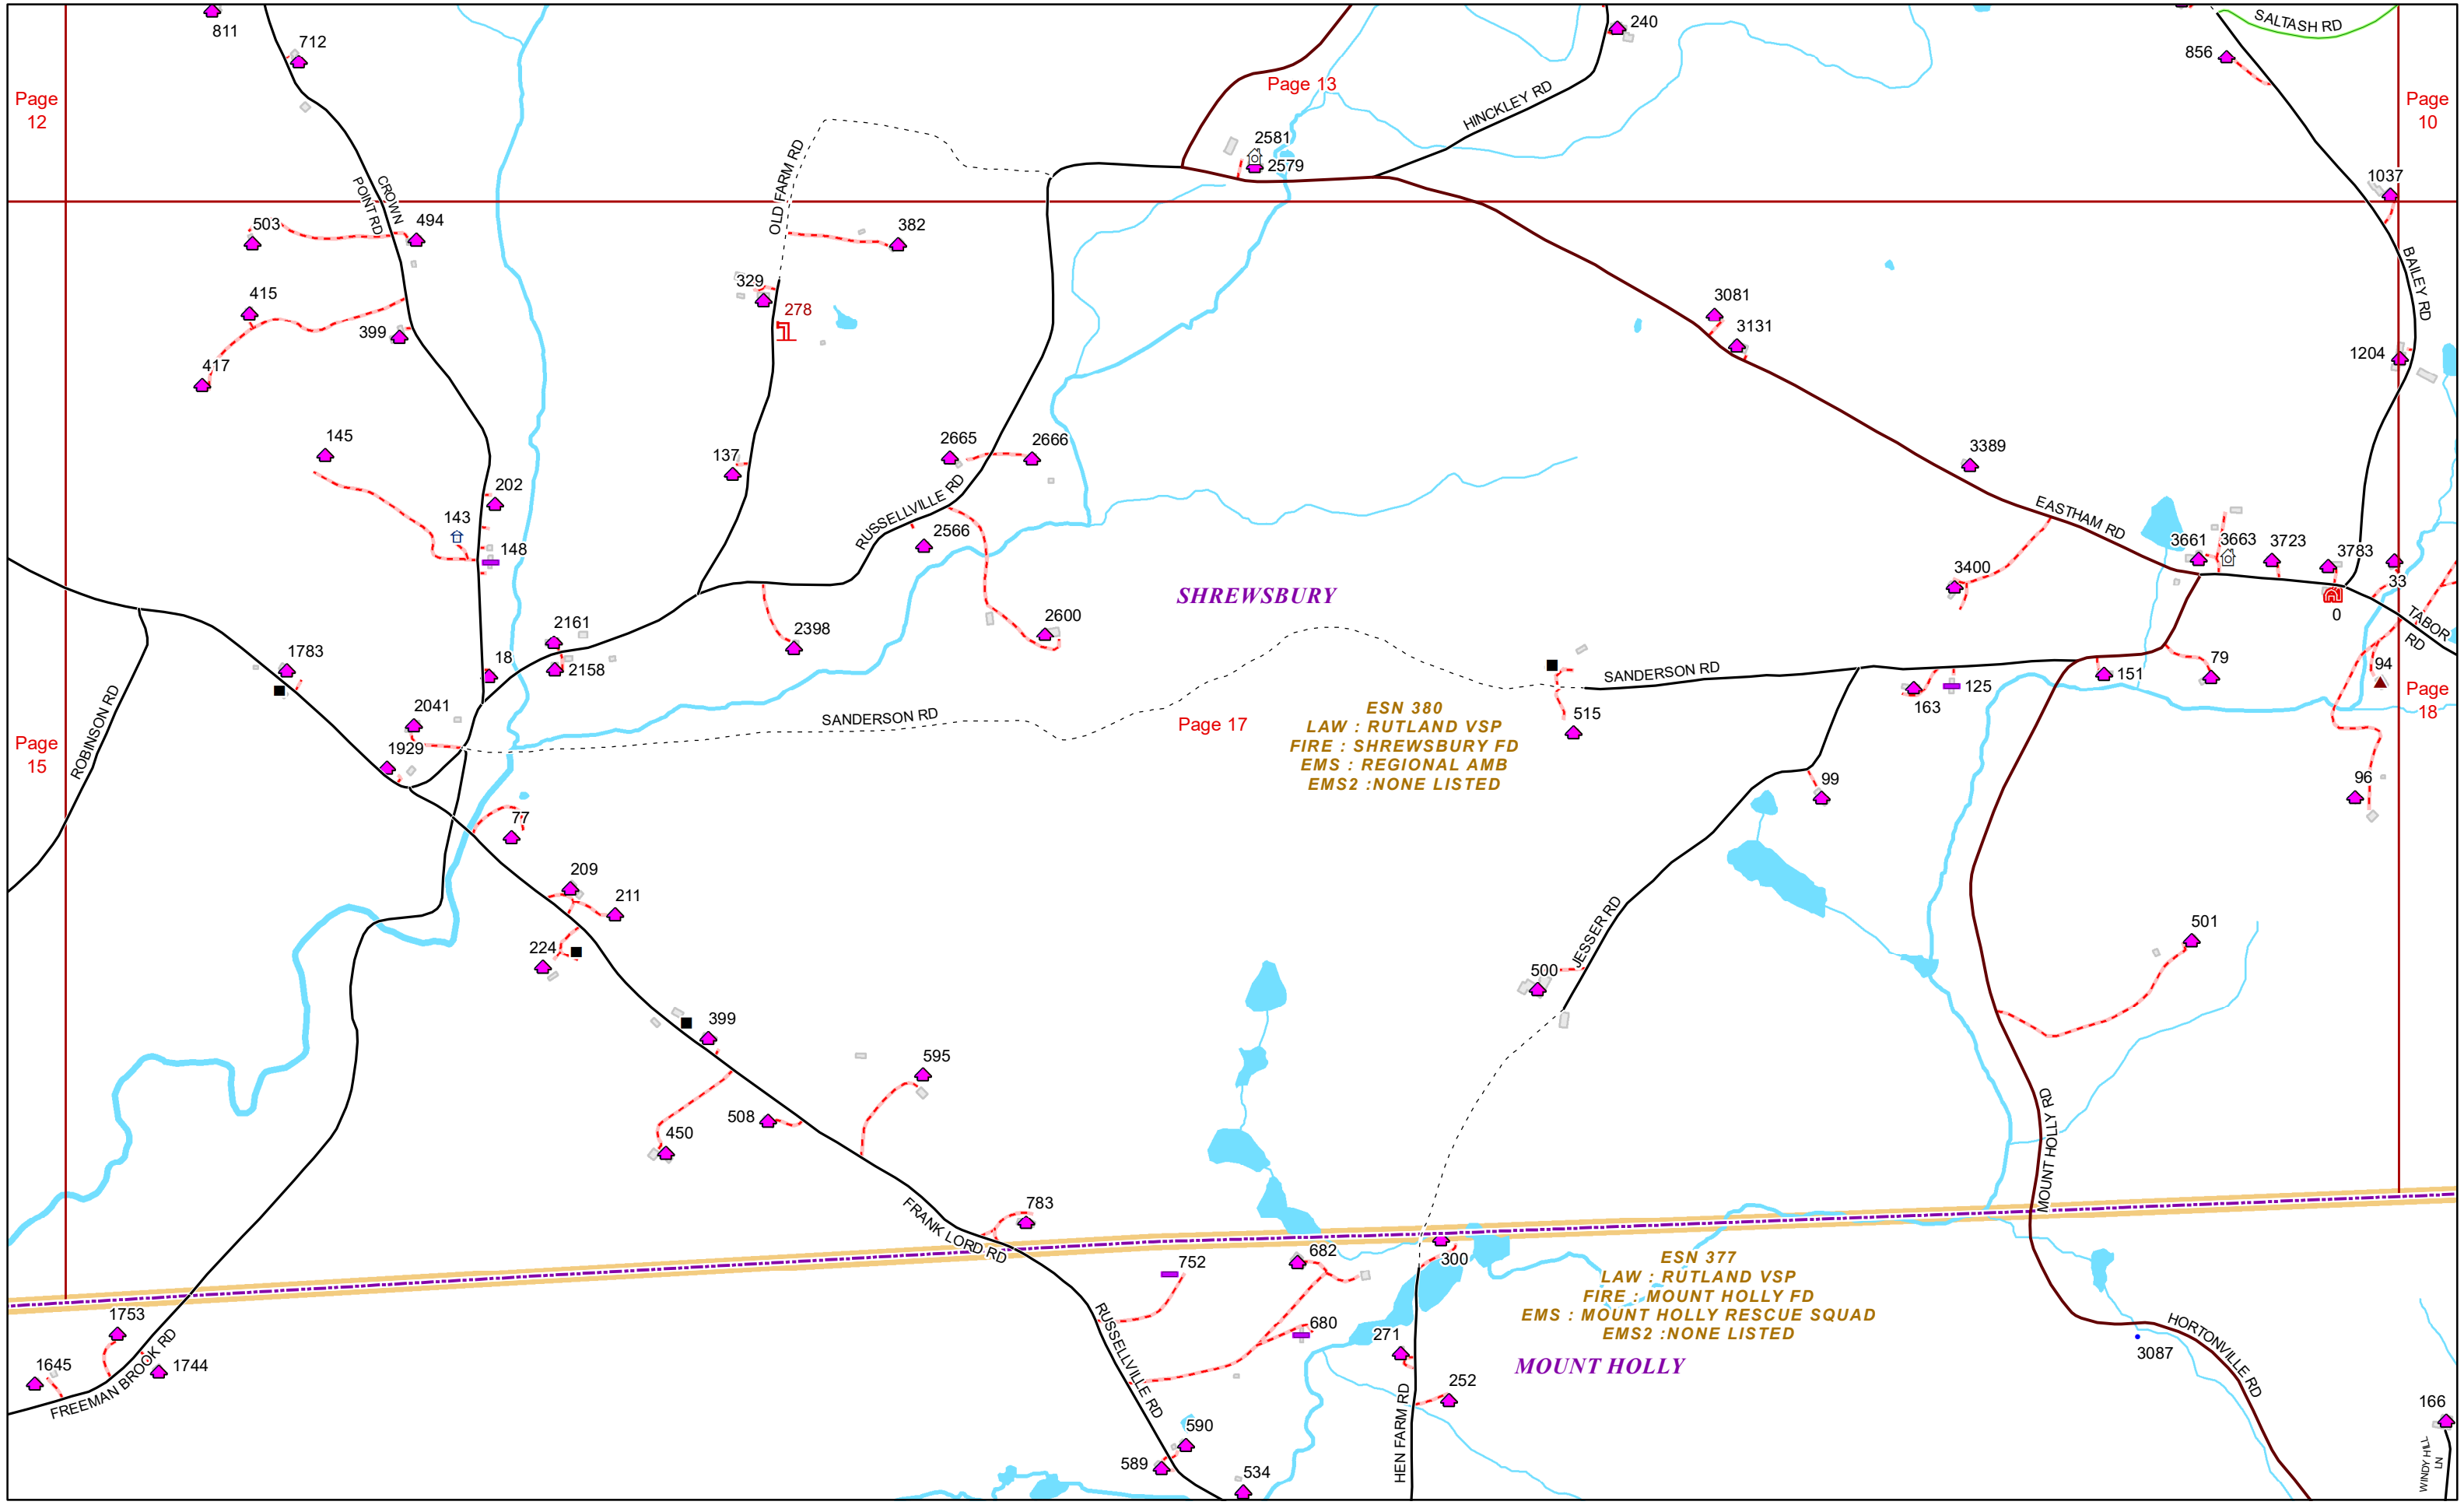 811
712
240
SALTASH RD
856
Page
12
Page 13
HINCKLEY RD
Page
10
2581
2579
OLD FARM RD
1037
CROWN
POINT RD
503
494
382
BAILEY RD
415
329
278
3081
399
3131
1204
417
145
137
2665
2666
3389
202
RUSSELLVILLE RD
EASTHAM RD
143
148
2566
3661
3663
3723
3783
3400
33
SHREWSBURY
0
TABOR
RD
2161
2398
2600
1783
18
2158
SANDERSON RD
79
94
151
163
125
Page
18
ROBINSON RD
2041
SANDERSON RD
Page 17
ESN 380
LAW : RUTLAND VSP
FIRE : SHREWSBURY FD
EMS : REGIONAL AMB
EMS2 :NONE LISTED
515
Page
15
1929
99
96
77
209
211
224
JESSER RD
500
501
399
595
508
450
MOUNT HOLLY RD
783
FRANK LORD RD
752
682
300
ESN 377
LAW : RUTLAND VSP
FIRE : MOUNT HOLLY FD
EMS : MOUNT HOLLY RESCUE SQUAD
EMS2 :NONE LISTED
MOUNT HOLLY
1753
680
271
HORTONVILLE RD
3087
1645
1744
FREEMAN BROOK RD
RUSSELLVILLE RD
HEN FARM RD
252
590
589
534
166
WINDY HILL
LN